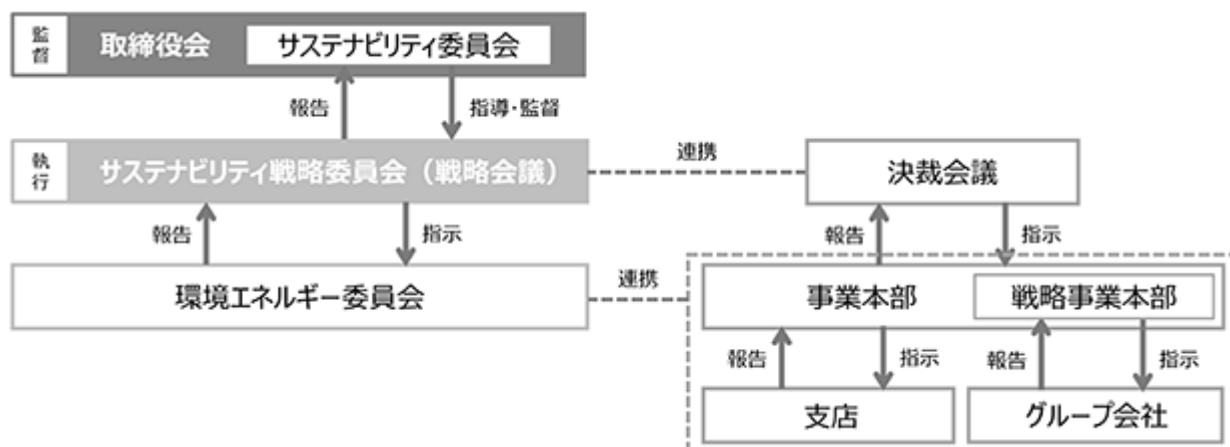 監督
取締役会
サステナビリティ委員会
報告
指導・監督
執行
サステナビリティ戦略委員会（戦略会議）
連携
決裁会議
報告
指示
報告
指示
環境エネルギー委員会
連携
事業本部
戦略事業本部
報告
指示
報告
指示
支店
グループ会社